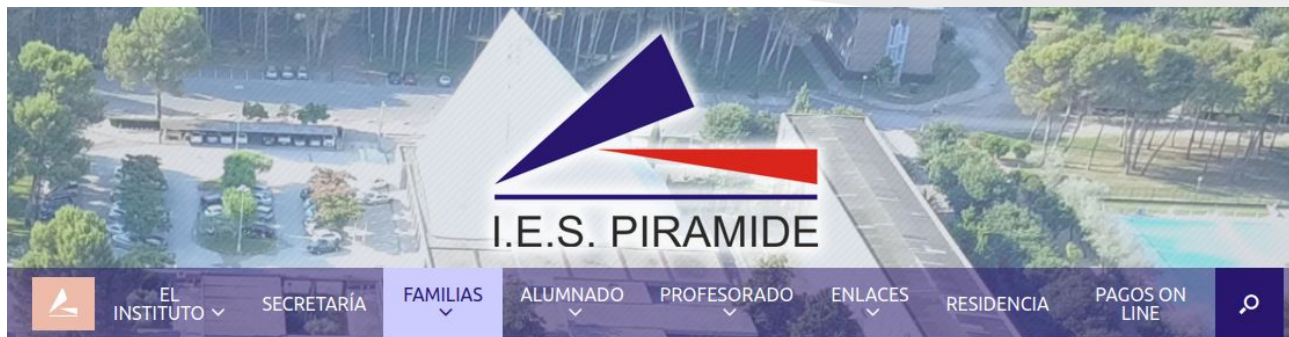 I.E.S. PIRAMIDE
EL
INSTITUTO
SECRETARÍA
FAMILIAS
ALUMNADO
PROFESORADO
ENLACES
RESIDENCIA
PAGOS ON
LINE